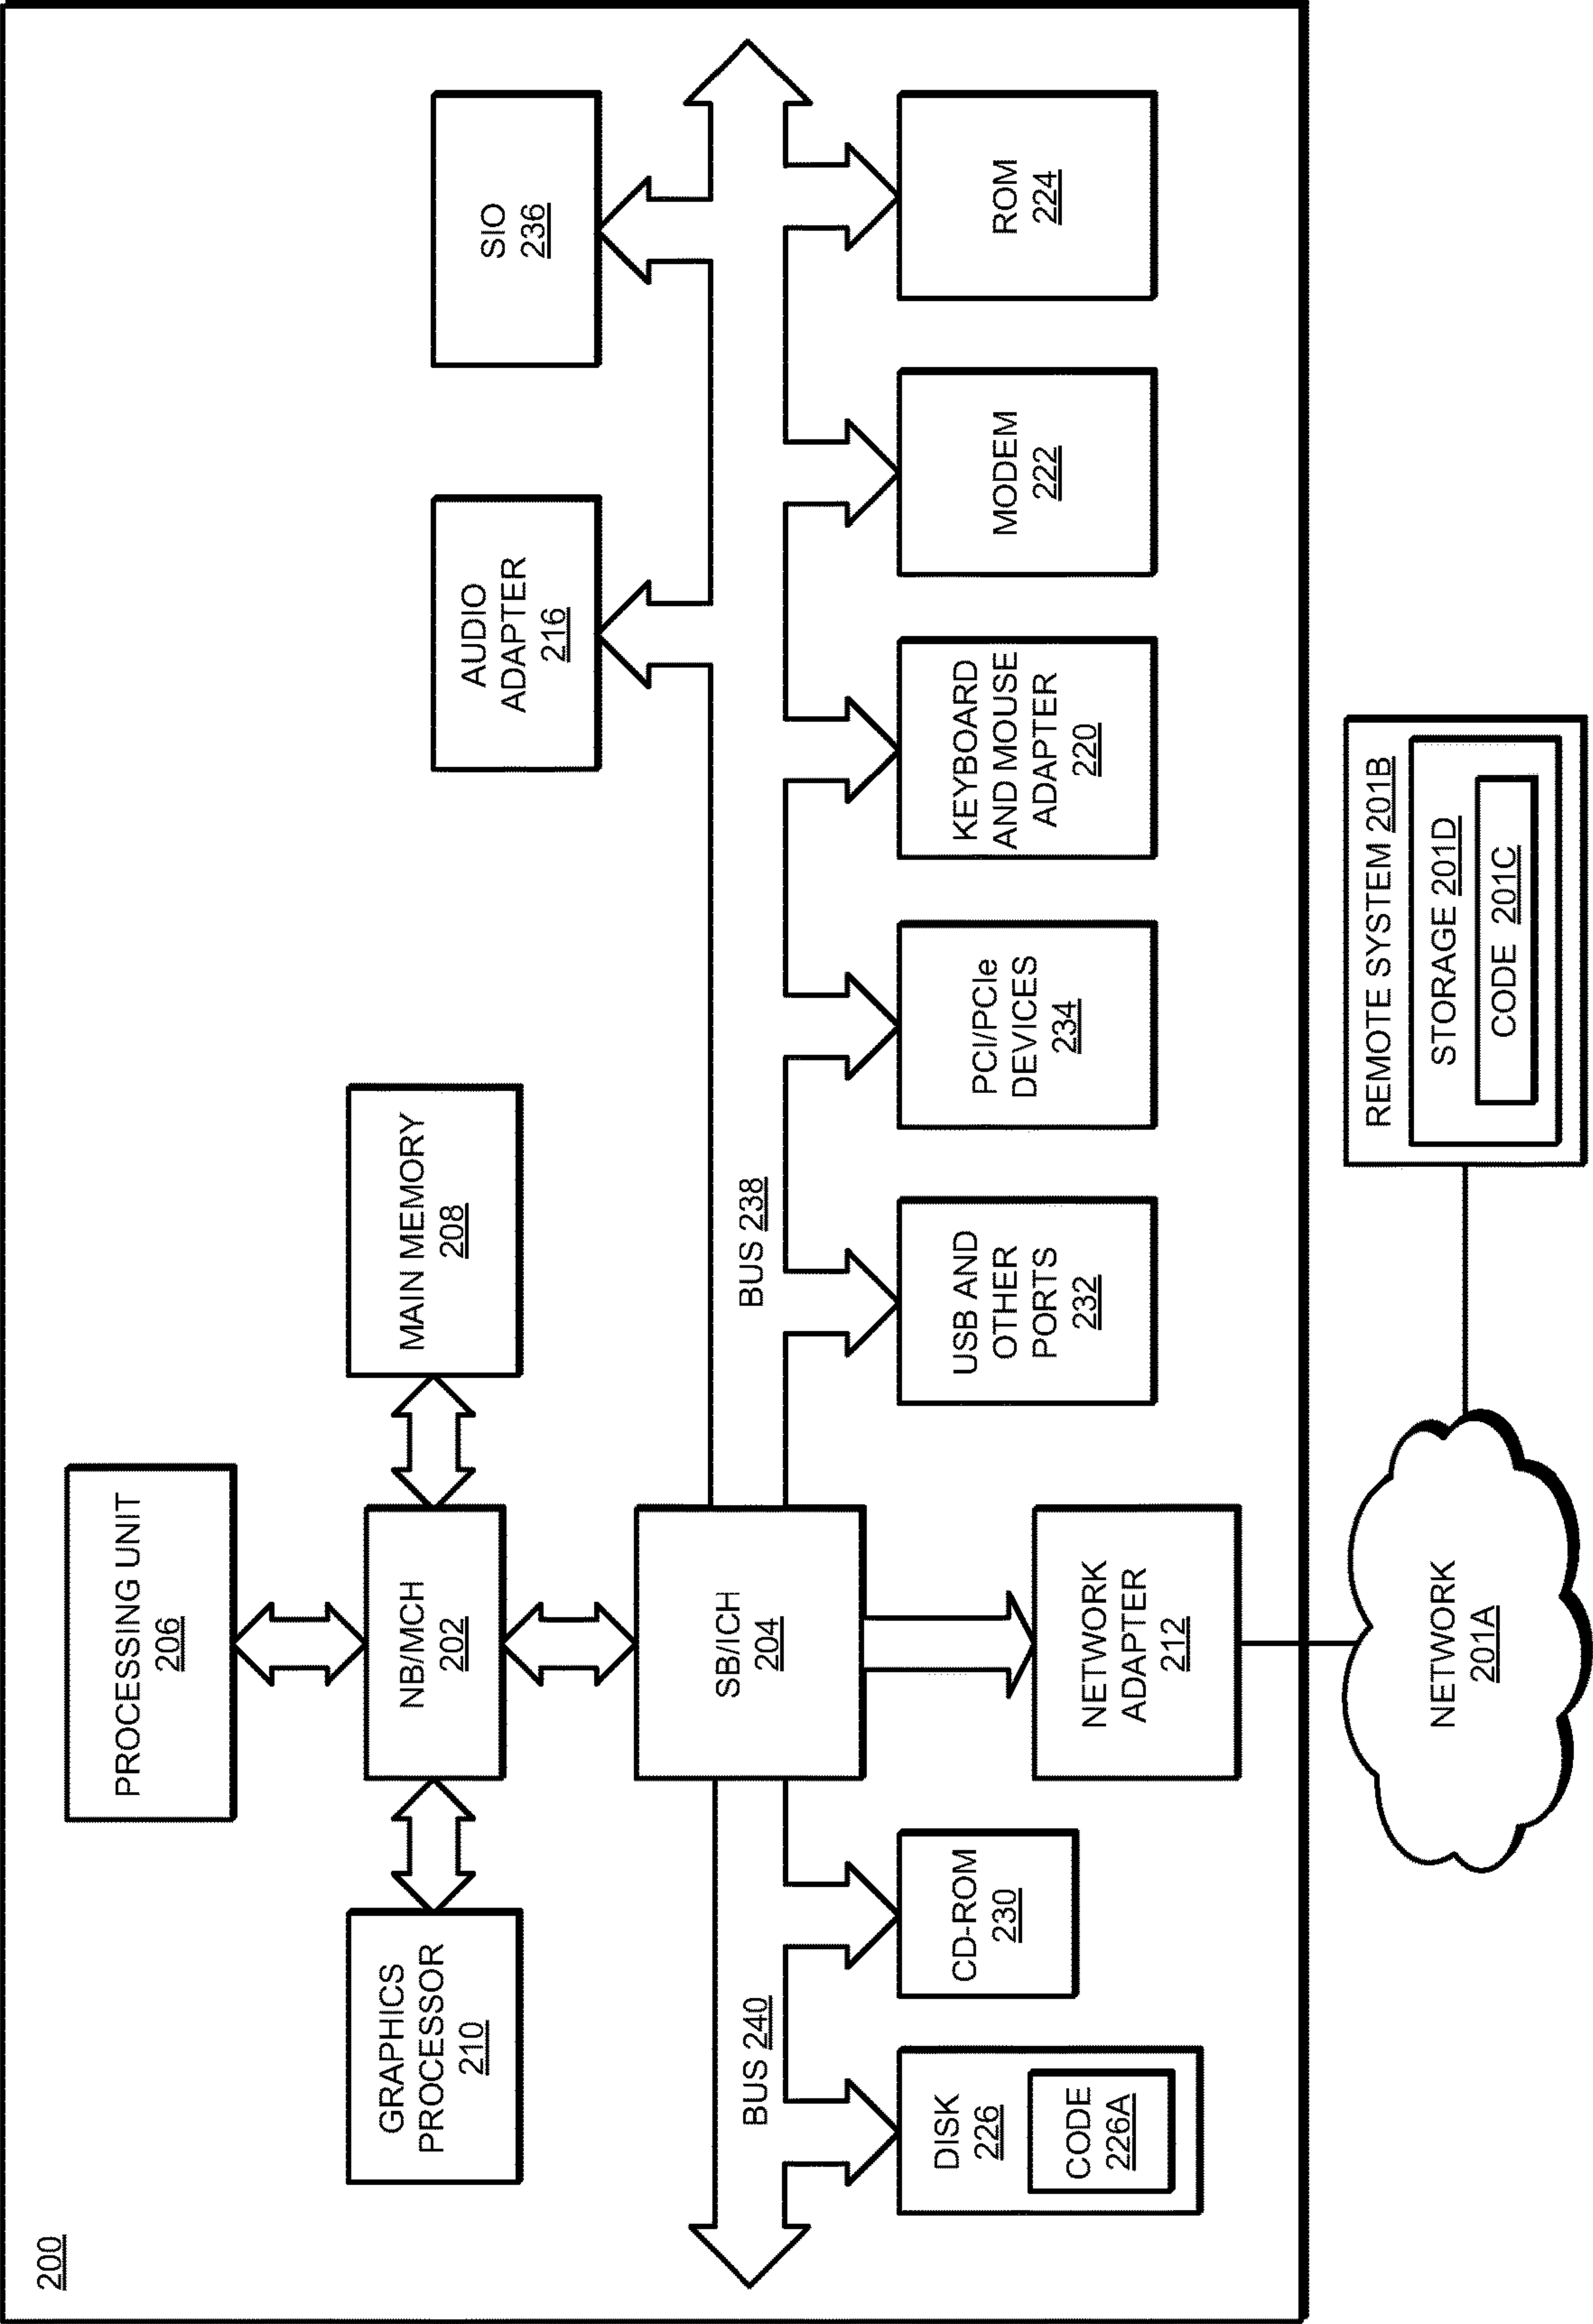 200
PROCESSING UNIT
206
GRAPHICS
PROCESSOR
210
NB/MCH
202
MAIN MEMORY
208
AUDIO
ADAPTER
216
SIO
236
SB/ICH
204
BUS 240
BUS 238
DISK
226
CODE
226A
CD-ROM
230
NETWORK
ADAPTER
212
USB AND
OTHER
PORTS
232
PCI/PCIe
DEVICES
234
KEYBOARD
AND MOUSE
ADAPTER
220
MODEM
222
ROM
224
NETWORK
201A
REMOTE SYSTEM 201B
STORAGE 201D
CODE 201C